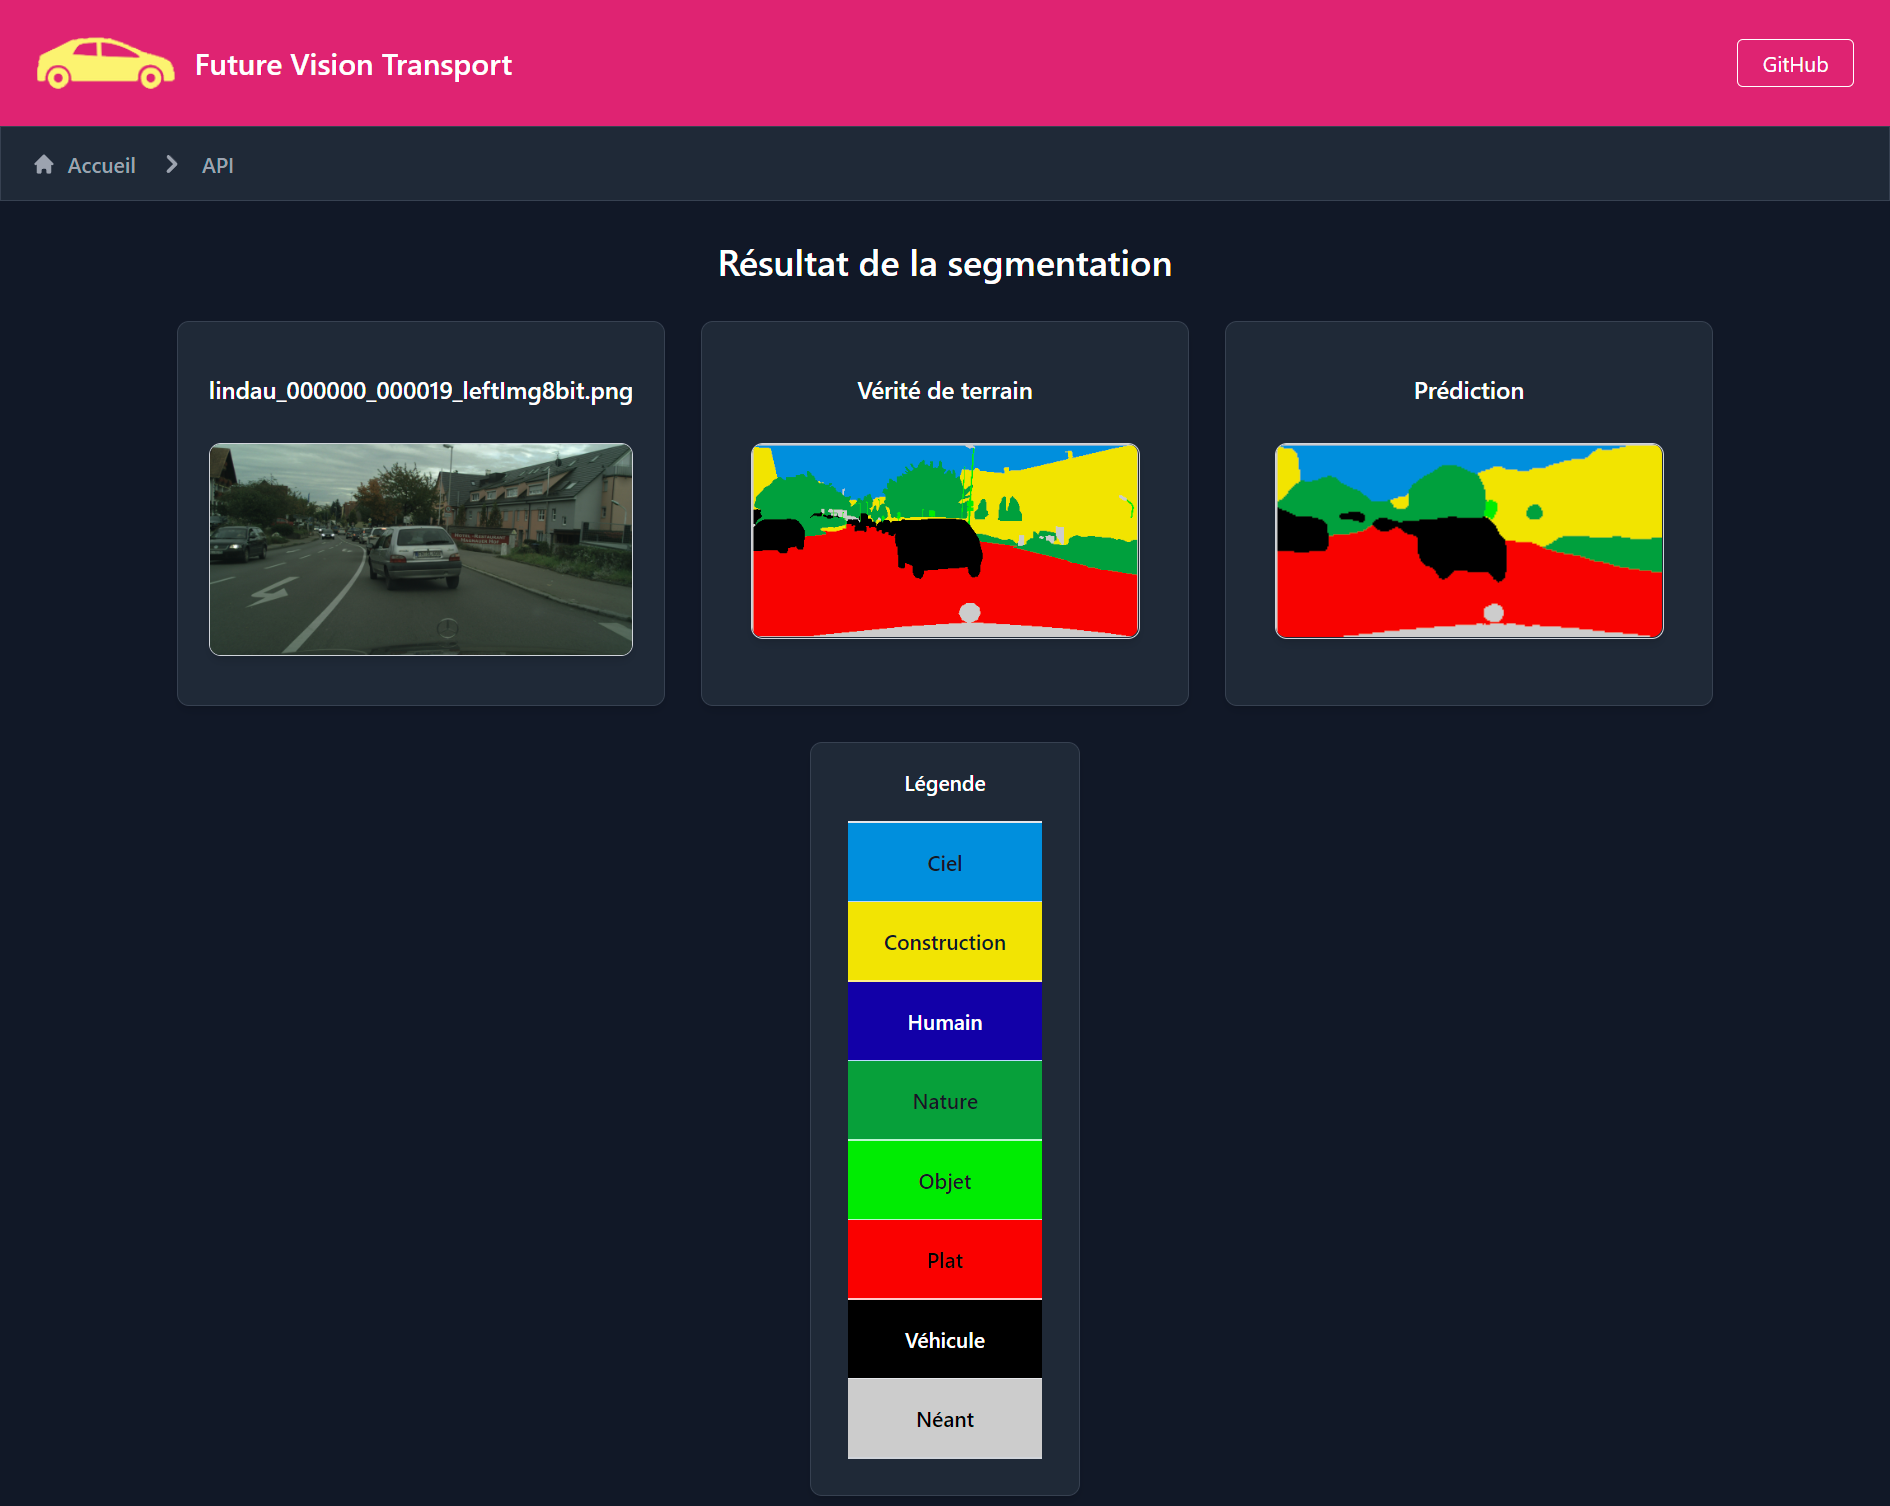 Future Vision Transport
GitHub
Accueil
API
Résultat de la segmentation
lindau_000000_000019_leftImg8bit.png
Vérité de terrain
Prédiction
Légende
Ciel
Construction
Humain
Nature
Objet
Plat
Véhicule
Néant